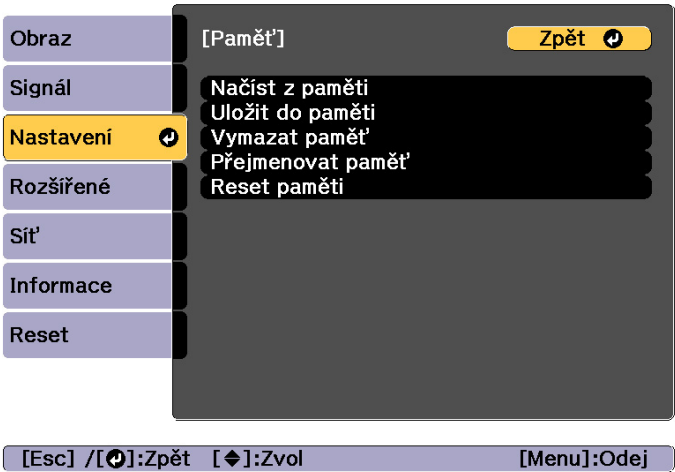 Obraz
Signál
Nastavení
Rozšířené
Síť
Informace
Reset
[Paměť]
Zpět
Načíst z paměti
Uložit do paměti
Vymazat paměť
Přejmenovat paměť
Reset paměti
[Esc] /[⏎]:Zpět [◆]:Zvol [Menu]:Odej